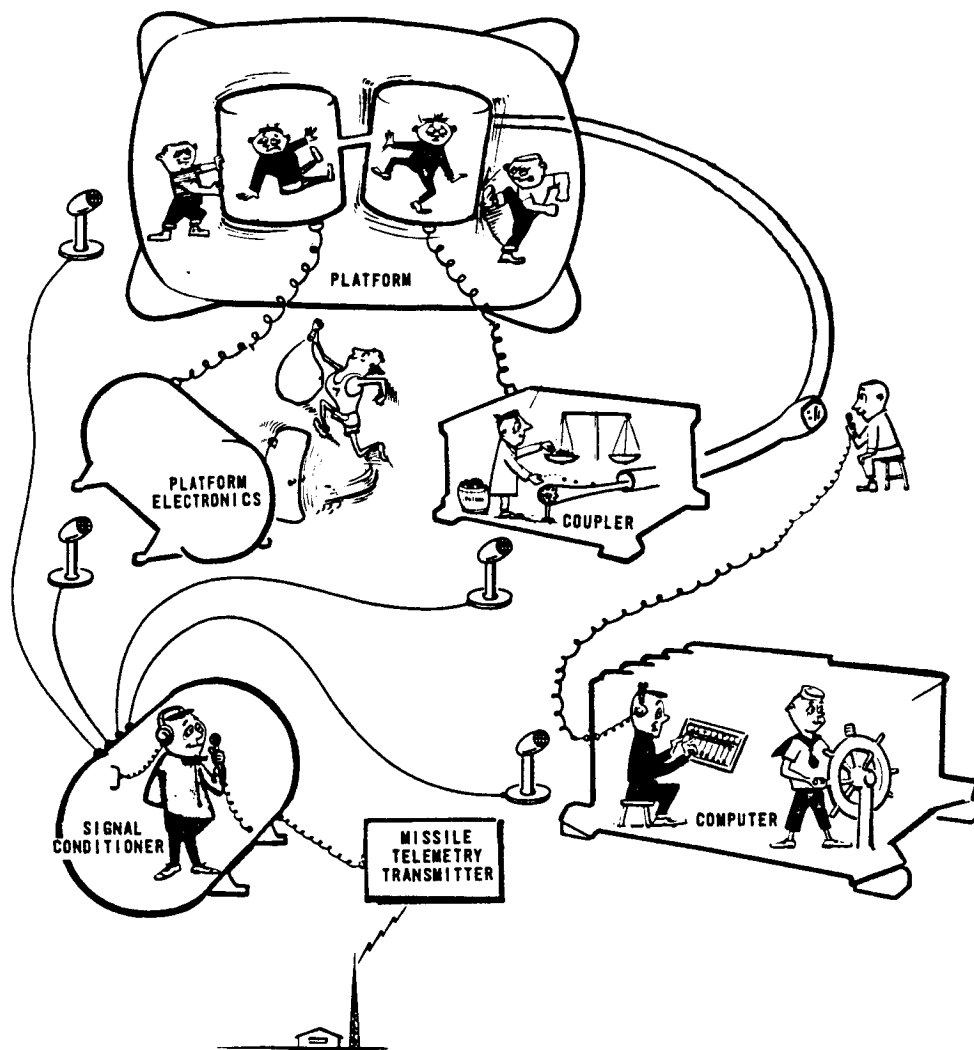 PLATFORM
PLATFORM
ELECTRONICS
COUPLER
COMPUTER
SIGNAL
CONDITIONER
MISSILE
TELEMETRY
TRANSMITTER